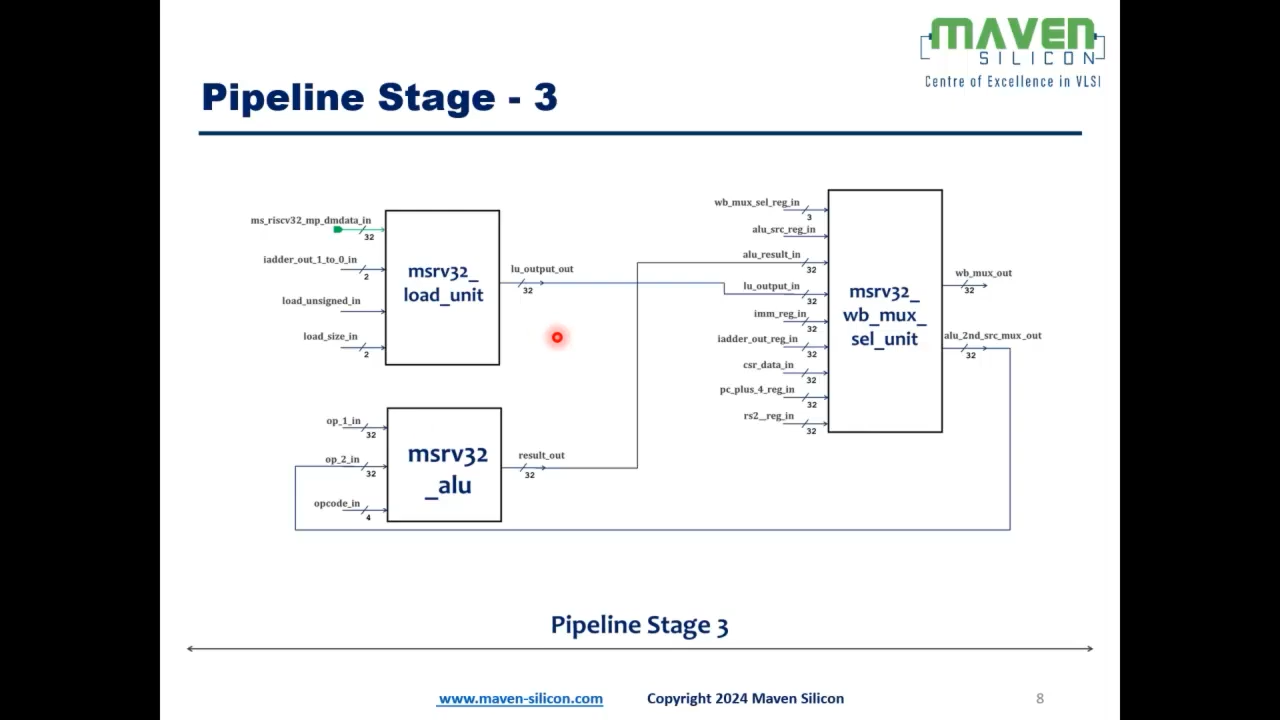 MAVEN
SILICON
Centre of Excellence in VLSI
Pipeline Stage - 3
ms_riscv32_mp_dmdata_in
32
iadder_out_1_to_0_in
2
load_unsigned_in
load_size_in
2
msrv32_
load_unit
lu_output_out
32
op_1_in
32
op_2_in
32
opcode_in
4
msrv32
_alu
result_out
32
wb_mux_sel_reg_in
3
alu_src_reg_in
alu_result_in
32
lu_output_in
32
imm_reg_in
32
iadder_out_reg_in
32
csr_data_in
32
pc_plus_4_reg_in
32
rs2__reg_in
32
msrv32_
wb_mux_
sel_unit
wb_mux_out
32
alu_2nd_src_mux_out
32
Pipeline Stage 3
www.maven-silicon.com Copyright 2024 Maven Silicon 8